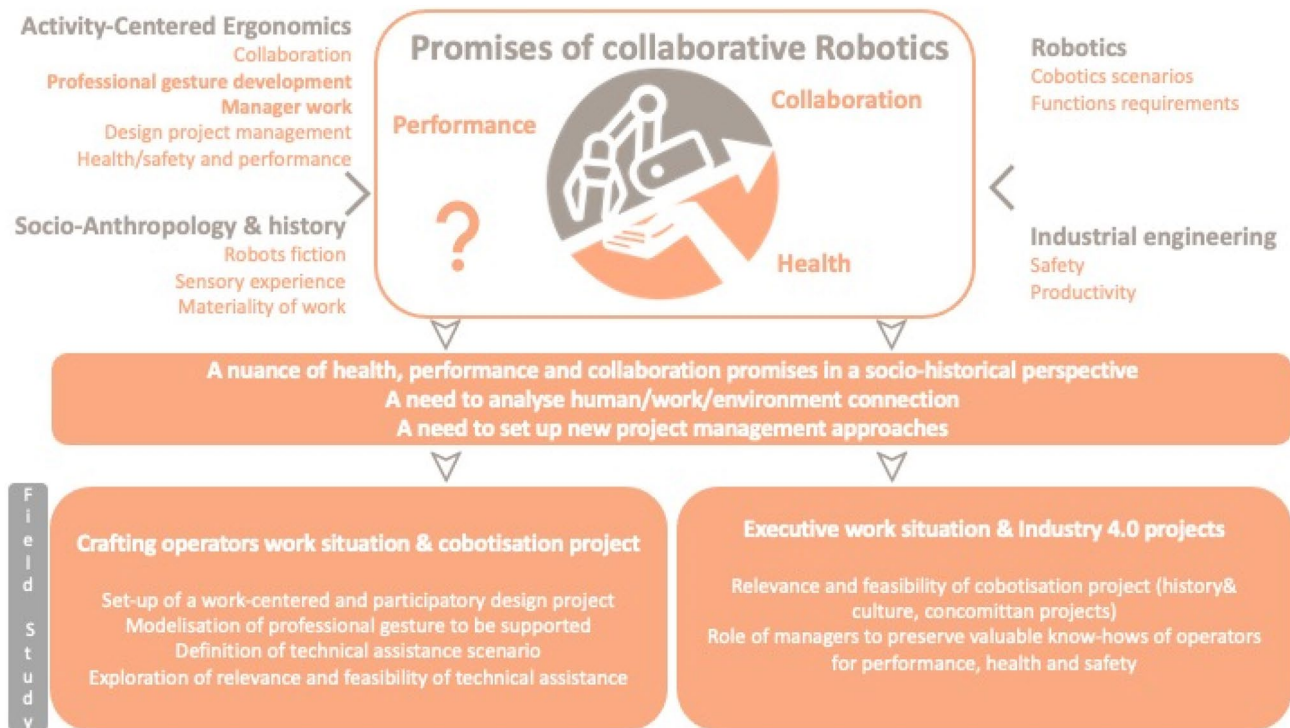 Activity-Centered Ergonomics
Collaboration
Professional gesture development
Manager work
Design project management
Health/safety and performance
Socio-Anthropology & history
Robots fiction
Sensory experience
Materiality of work
Promises of collaborative Robotics
Performance
Collaboration
?
Health
Robotics
Cobotics scenarios
Functions requirements
Industrial engineering
Safety
Productivity
A nuance of health, performance and collaboration promises in a socio-historical perspective
A need to analyse human/work/environment connection
A need to set up new project management approaches
Field Study
Crafting operators work situation & cobotisation project
Set-up of a work-centered and participatory design project
Modelisation of professional gesture to be supported
Definition of technical assistance scenario
Exploration of relevance and feasibility of technical assistance
Executive work situation & Industry 4.0 projects
Relevance and feasibility of cobotisation project (history&
culture, concomittan projects)
Role of managers to preserve valuable know-hows of operators
for performance, health and safety